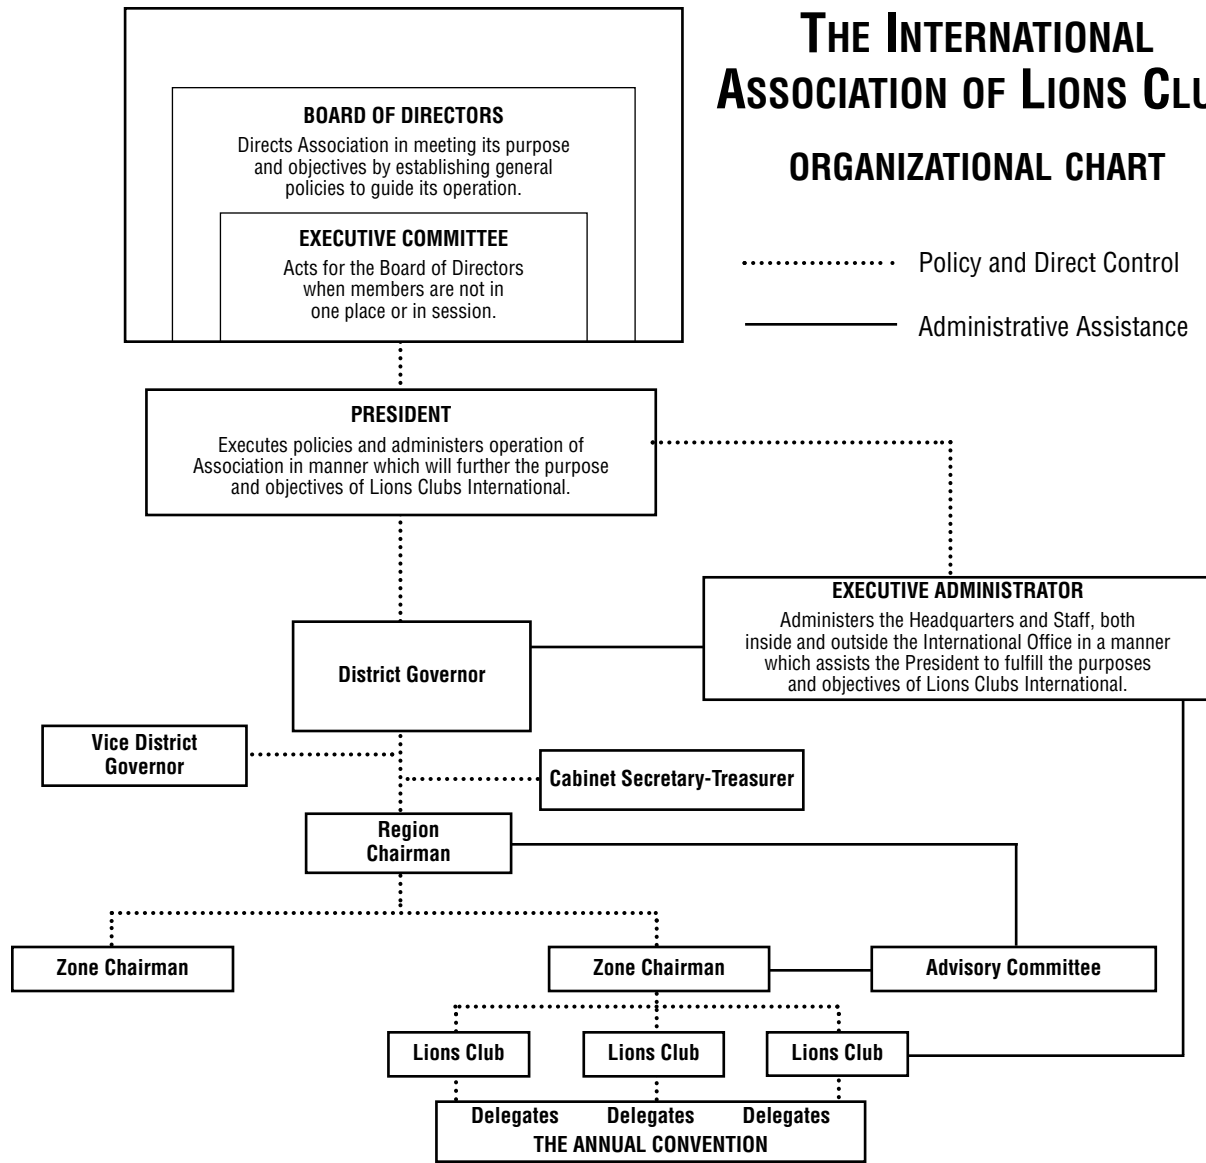 THE INTERNATIONAL
ASSOCIATION OF LIONS CLU
ORGANIZATIONAL CHART
Policy and Direct Control
Administrative Assistance
BOARD OF DIRECTORS
Directs Association in meeting its purpose
and objectives by establishing general
policies to guide its operation.
EXECUTIVE COMMITTEE
Acts for the Board of Directors
when members are not in
one place or in session.
PRESIDENT
Executes policies and administers operation of
Association in manner which will further the purpose
and objectives of Lions Clubs International.
EXECUTIVE ADMINISTRATOR
Administers the Headquarters and Staff, both
inside and outside the International Office in a manner
which assists the President to fulfill the purposes
and objectives of Lions Clubs International.
District Governor
Vice District
Governor
Cabinet Secretary-Treasurer
Region
Chairman
Zone Chairman
Zone Chairman
Advisory Committee
Lions Club
Lions Club
Lions Club
Delegates Delegates Delegates
THE ANNUAL CONVENTION